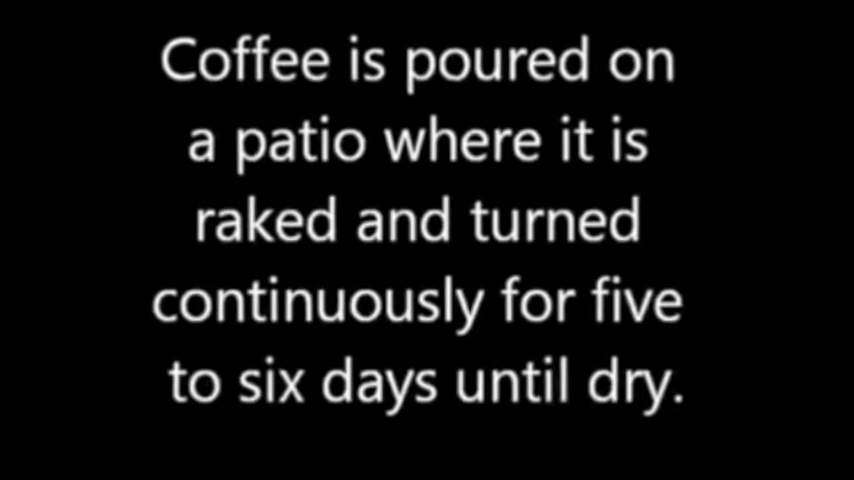 Coffee is poured on
a patio where it is
raked and turned
continuously for five
to six days until dry.